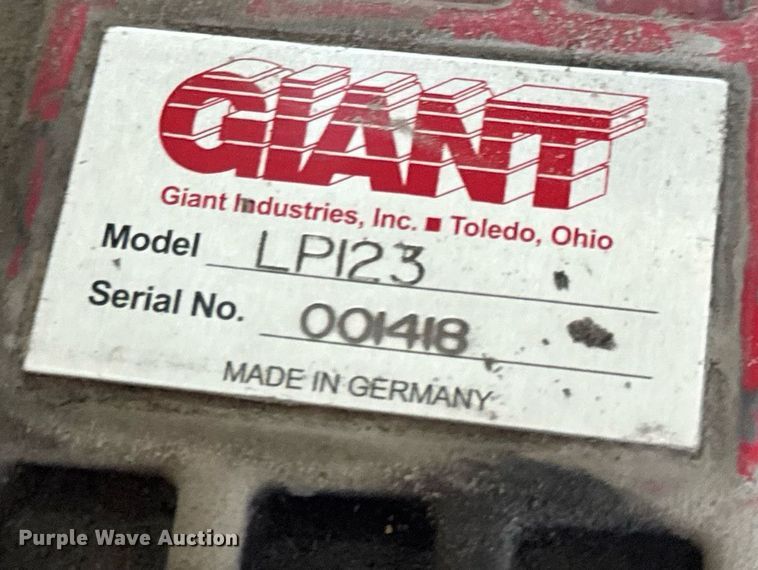 GIANT
Giant Industries, Inc. ■ Toledo, Ohio
Model LP123
Serial No. 001418
MADE IN GERMANY
Purple Wave Auction